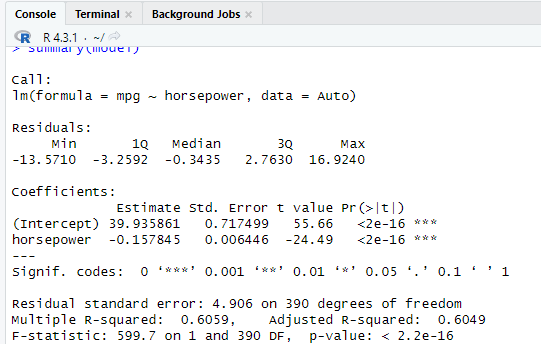 Console Terminal × Background Jobs ×
R R 4.3.1 · ~/
> summary(model)
Call:
lm(formula = mpg ~ horsepower, data = Auto)
Residuals:
Min 1Q Median 3Q Max
-13.5710 -3.2592 -0.3435 2.7630 16.9240
Coefficients:
Estimate Std. Error t value Pr(>|t|)
(Intercept) 39.935861 0.717499 55.66 <2e-16 ***
horsepower -0.157845 0.006446 -24.49 <2e-16 ***
---
Signif. codes: 0 ‘***’ 0.001 ‘**’ 0.01 ‘*’ 0.05 ‘.’ 0.1 ‘ ’ 1
Residual standard error: 4.906 on 390 degrees of freedom
Multiple R-squared: 0.6059, Adjusted R-squared: 0.6049
F-statistic: 599.7 on 1 and 390 DF, p-value: < 2.2e-16